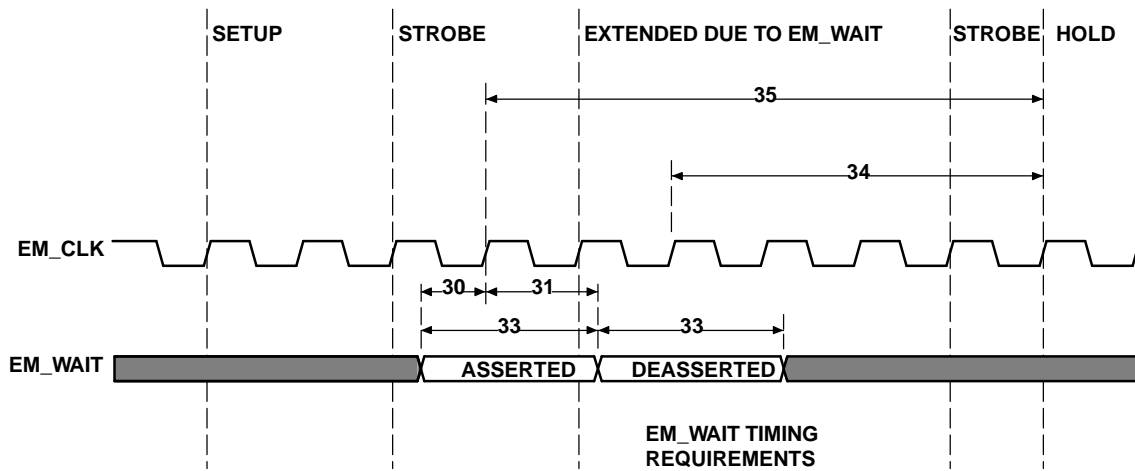 SETUP
STROBE
EXTENDED DUE TO EM_WAIT
STROBE
HOLD
35
34
EM_CLK
30
31
33
33
EM_WAIT
ASSERTED
DEASSERTED
EM_WAIT TIMING
REQUIREMENTS